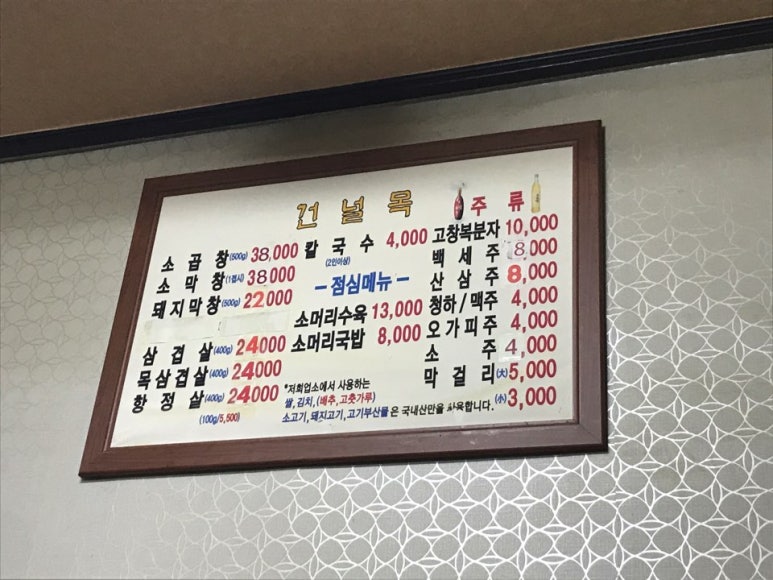 건널목
소곱창(500g) 38,000
소막창(1접시) 38000
돼지막창(500g) 22000
삼겹살(400g) 24000
목삼겹살(400g) 24000
항정살(400g) 24000
(100g/5,500)
칼국수 4,000
(2인이상)
- 점심메뉴 -
소머리수육 13,000
소머리국밥 8,000
*저희업소에서 사용하는
쌀, 김치, (배추, 고춧가루)
소고기, 돼지고기, 고기부산물은 국내산만을 사용합니다.
주류
고창복분자 10,000
백세주 8,000
산삼주 8,000
청하/맥주 4,000
오가피주 4,000
소주 4,000
막걸리(大) 5,000
(小) 3,000